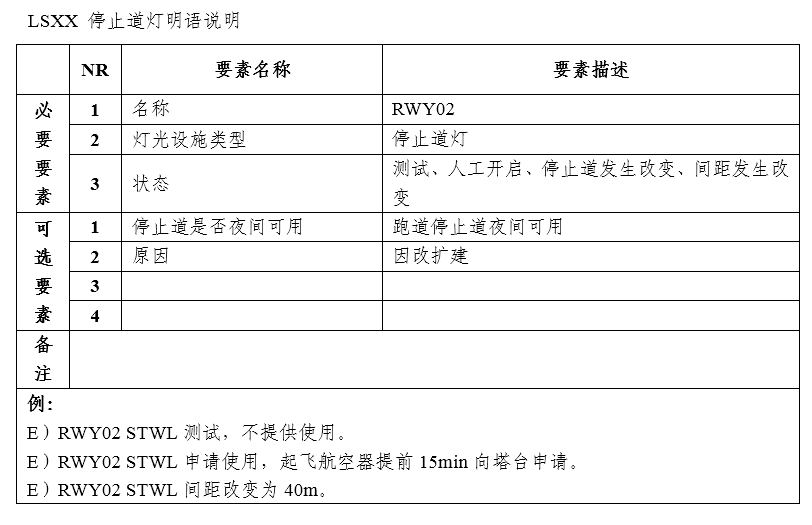 LSXX 停止道灯明语说明
NR 要素名称 要素描述
必要要素
1 名称 RWY02
2 灯光设施类型 停止道灯
3 状态 测试、人工开启、停止道发生改变、间距发生改
变
可选要素
1 停止道是否夜间可用 跑道停止道夜间可用
2 原因 因改扩建
3
4
备注
例：
E）RWY02 STWL 测试，不提供使用。
E）RWY02 STWL 申请使用，起飞航空器提前 15min 向塔台申请。
E）RWY02 STWL 间距改变为 40m。